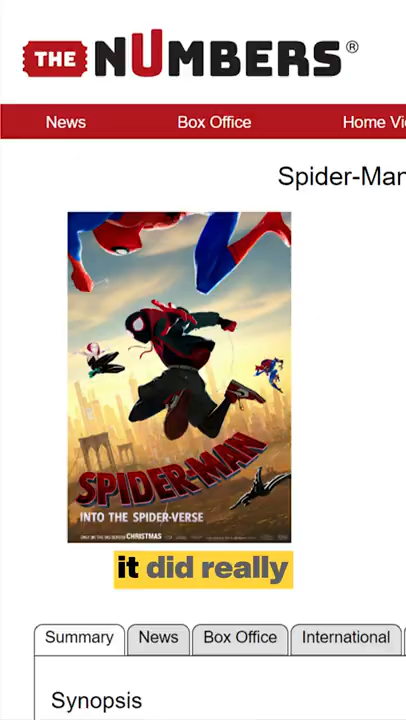 THE NUMBERS®
News Box Office Home Vi
Spider-Man
SPIDER-MAN
INTO THE SPIDER-VERSE
CHRISTMAS
it did really
Summary News Box Office International
Synopsis